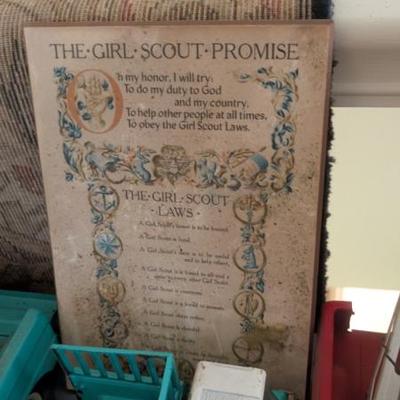 THE·GIRL·SCOUT·PROMISE
On my honor, I will try:
To do my duty to God
and my country,
To help other people at all times,
To obey the Girl Scout Laws.
THE·GIRL·SCOUT
·LAWS·
A Girl Scout's honor is to be trusted.
A Girl Scout is loyal.
A Girl Scout's duty is to be useful
and to help others.
A Girl Scout is a friend to all and a
sister to every other Girl Scout.
A Girl Scout is courteous.
A Girl Scout is a friend to animals.
A Girl Scout obeys orders.
A Girl Scout is cheerful.
A Girl Scout is thrifty.